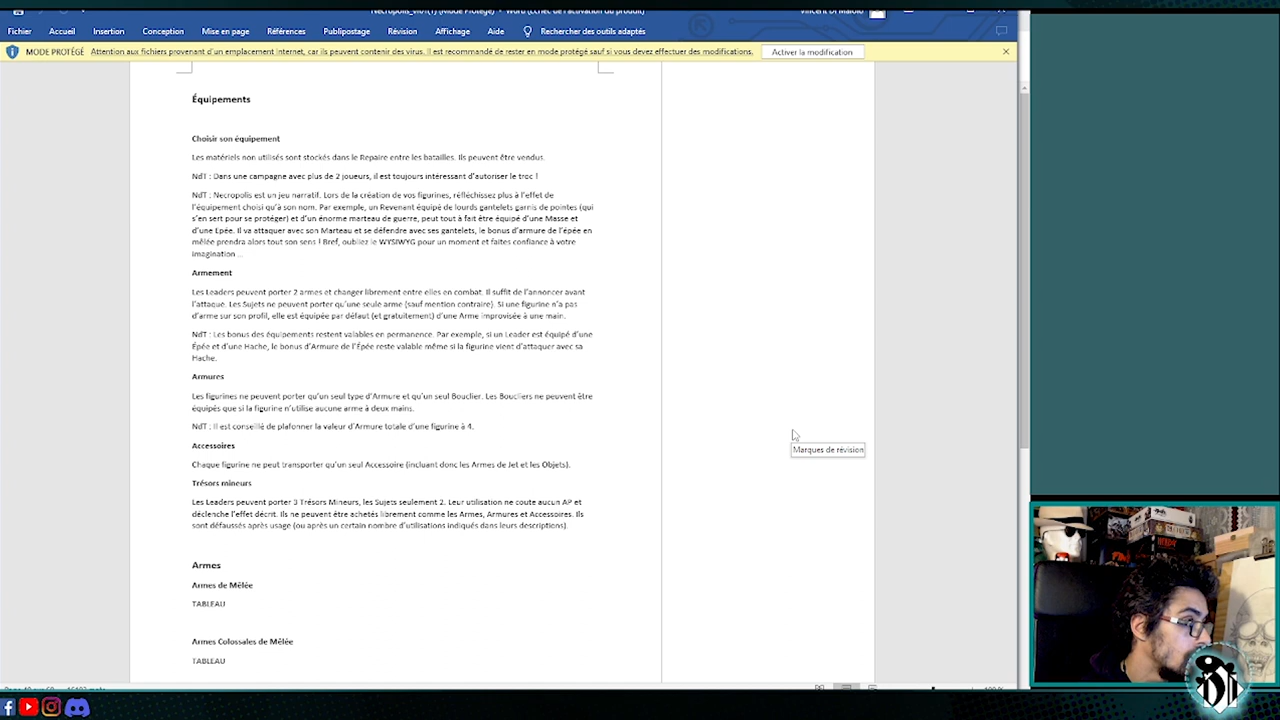 Necropolis_vf01(1) (Mode Protégé) - Word (Échec de l'activation du produit)
Vincent Di Maiolo
Fichier Accueil Insertion Conception Mise en page Références Publipostage Révision Affichage Aide Rechercher des outils adaptés
MODE PROTÉGÉ Attention aux fichiers provenant d'un emplacement Internet, car ils peuvent contenir des virus. Il est recommandé de rester en mode protégé sauf si vous devez effectuer des modifications. Activer la modification
Équipements
Choisir son équipement
Les matériels non utilisés sont stockés dans le Repaire entre les batailles. Ils peuvent être vendus.
NdT : Dans une campagne avec plus de 2 joueurs, il est toujours intéressant d'autoriser le troc !
NdT : Necropolis est un jeu narratif. Lors de la création de vos figurines, réfléchissez plus à l'effet de
l'équipement choisi qu'à son nom. Par exemple, un Revenant équipé de lourds gantelets garnis de pointes (qui
s'en sert pour se protéger) et d'un énorme marteau de guerre, peut tout à fait être équipé d'une Masse et
d'une Epée. Il va attaquer avec son Marteau et se défendre avec ses gantelets, le bonus d'armure de l'épée en
mêlée prendra alors tout son sens ! Bref, oubliez le WYSIWYG pour un moment et faites confiance à votre
imagination ...
Armement
Les Leaders peuvent porter 2 armes et changer librement entre elles en combat. Il suffit de l'annoncer avant
l'attaque. Les Sujets ne peuvent porter qu'une seule arme (sauf mention contraire). Si une figurine n'a pas
d'arme sur son profil, elle est équipée par défaut (et gratuitement) d'une Arme improvisée à une main.
NdT : Les bonus des équipements restent valables en permanence. Par exemple, si un Leader est équipé d'une
Épée et d'une Hache, le bonus d'Armure de l'Épée reste valable même si la figurine vient d'attaquer avec sa
Hache.
Armures
Les figurines ne peuvent porter qu'un seul type d'Armure et qu'un seul Bouclier. Les Boucliers ne peuvent être
équipés que si la figurine n'utilise aucune arme à deux mains.
NdT : Il est conseillé de plafonner la valeur d'Armure totale d'une figurine à 4.
Marques de révision
Accessoires
Chaque figurine ne peut transporter qu'un seul Accessoire (incluant donc les Armes de Jet et les Objets).
Trésors mineurs
Les Leaders peuvent porter 3 Trésors Mineurs, les Sujets seulement 2. Leur utilisation ne coute aucun AP et
déclenche l'effet décrit. Ils ne peuvent être achetés librement comme les Armes, Armures et Accessoires. Ils
sont défaussés après usage (ou après un certain nombre d'utilisations indiqués dans leurs descriptions).
Armes
Armes de Mêlée
TABLEAU
Armes Colossales de Mêlée
TABLEAU